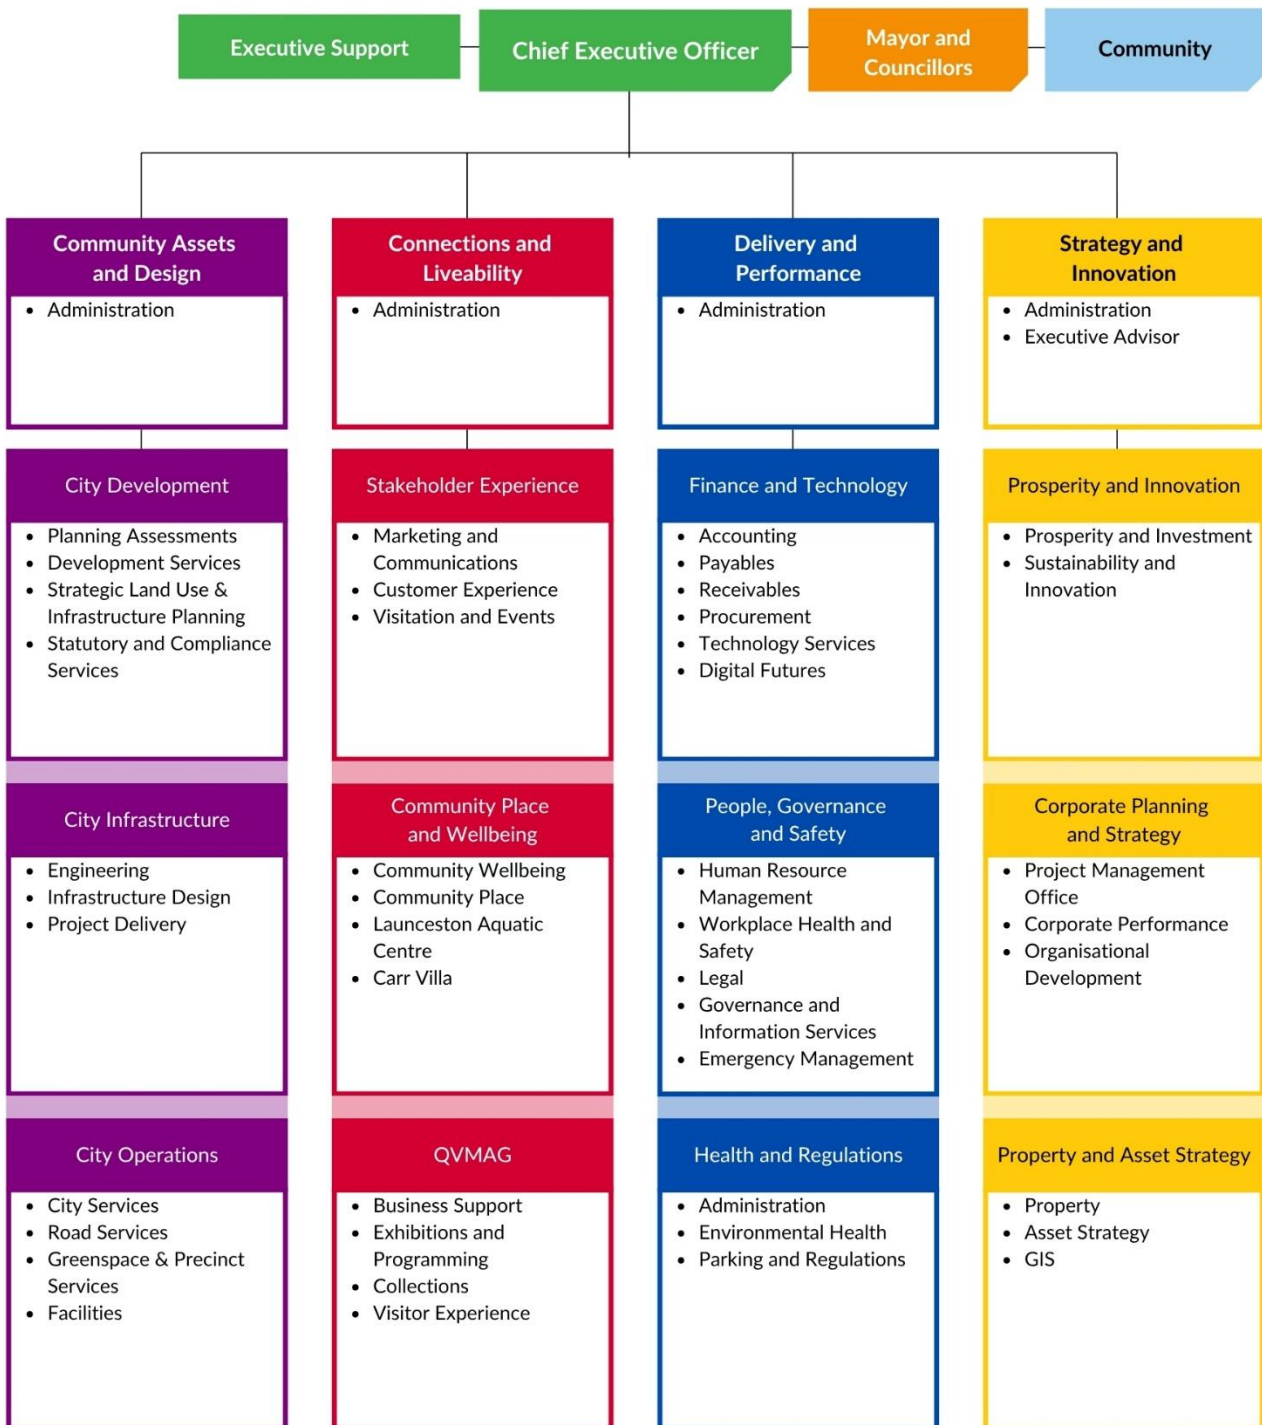 Executive Support
Chief Executive Officer
Mayor and
Councillors
Community
Community Assets
and Design
• Administration
Connections and
Liveability
• Administration
Delivery and
Performance
• Administration
Strategy and
Innovation
• Administration
• Executive Advisor
City Development
• Planning Assessments
• Development Services
• Strategic Land Use &
Infrastructure Planning
• Statutory and Compliance
Services
Stakeholder Experience
• Marketing and
Communications
• Customer Experience
• Visitation and Events
Finance and Technology
• Accounting
• Payables
• Receivables
• Procurement
• Technology Services
• Digital Futures
Prosperity and Innovation
• Prosperity and Investment
• Sustainability and
Innovation
City Infrastructure
• Engineering
• Infrastructure Design
• Project Delivery
Community Place
and Wellbeing
• Community Wellbeing
• Community Place
• Launceston Aquatic
Centre
• Carr Villa
People, Governance
and Safety
• Human Resource
Management
• Workplace Health and
Safety
• Legal
• Governance and
Information Services
• Emergency Management
Corporate Planning
and Strategy
• Project Management
Office
• Corporate Performance
• Organisational
Development
City Operations
• City Services
• Road Services
• Greenspace & Precinct
Services
• Facilities
QVMAG
• Business Support
• Exhibitions and
Programming
• Collections
• Visitor Experience
Health and Regulations
• Administration
• Environmental Health
• Parking and Regulations
Property and Asset Strategy
• Property
• Asset Strategy
• GIS